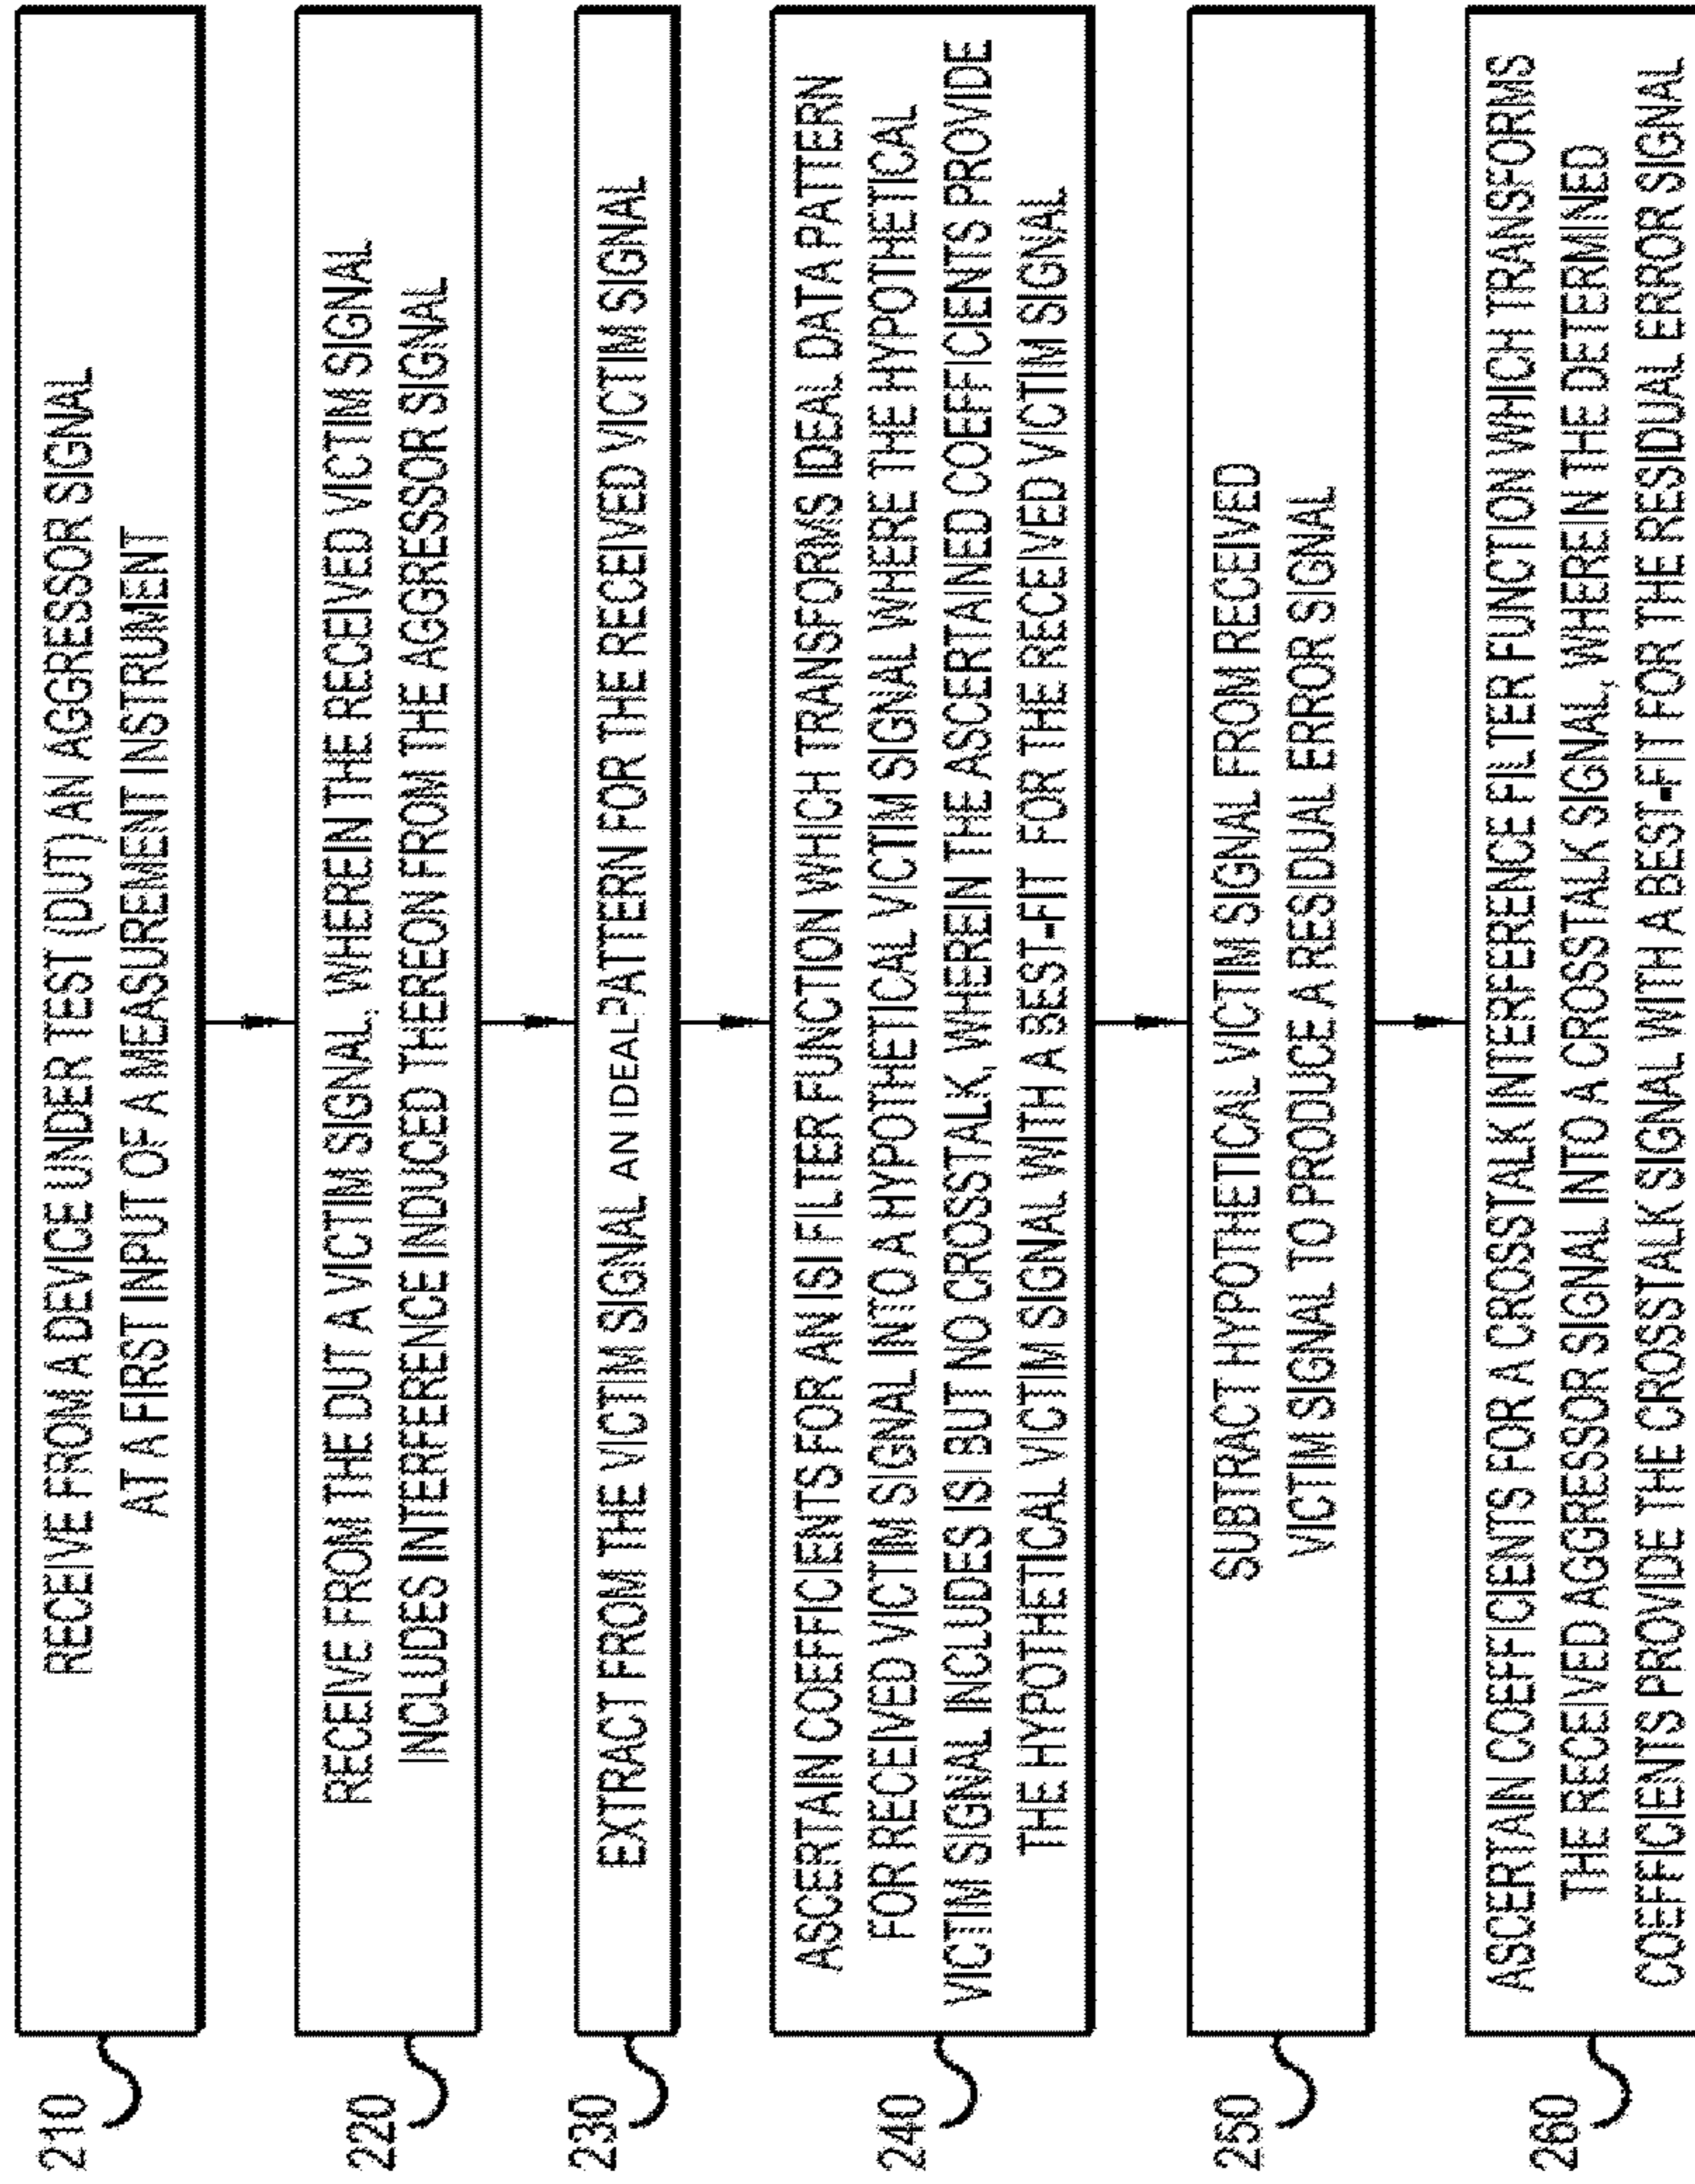 210
RECEIVE FROM A DEVICE UNDER TEST (DUT) AN AGGRESSOR SIGNAL
AT A FIRST INPUT OF A MEASUREMENT INSTRUMENT
220
RECEIVE FROM THE DUT A VICTIM SIGNAL, WHEREIN THE RECEIVED VICTIM SIGNAL
INCLUDES INTERFERENCE INDUCED THEREON FROM THE AGGRESSOR SIGNAL
230
EXTRACT FROM THE VICTIM SIGNAL AN IDEAL PATTERN FOR THE RECEIVED VICTIM SIGNAL
240
ASCERTAIN COEFFICIENTS FOR AN ISI FILTER FUNCTION WHICH TRANSFORMS IDEAL DATA PATTERN
FOR RECEIVED VICTIM SIGNAL INTO A HYPOTHETICAL VICTIM SIGNAL WHERE THE HYPOTHETICAL
VICTIM SIGNAL INCLUDES ISI BUT NO CROSSTALK, WHEREIN THE ASCERTAINED COEFFICIENTS PROVIDE
THE HYPOTHETICAL VICTIM SIGNAL WITH A BEST-FIT FOR THE RECEIVED VICTIM SIGNAL
250
SUBTRACT HYPOTHETICAL VICTIM SIGNAL FROM RECEIVED
VICTIM SIGNAL TO PRODUCE A RESIDUAL ERROR SIGNAL
260
ASCERTAIN COEFFICIENTS FOR A CROSSTALK INTERFERENCE FILTER FUNCTION WHICH TRANSFORMS
THE RECEIVED AGGRESSOR SIGNAL INTO A CROSSTALK SIGNAL, WHEREIN THE DETERMINED
COEFFICIENTS PROVIDE THE CROSSTALK SIGNAL WITH A BEST-FIT FOR THE RESIDUAL ERROR SIGNAL